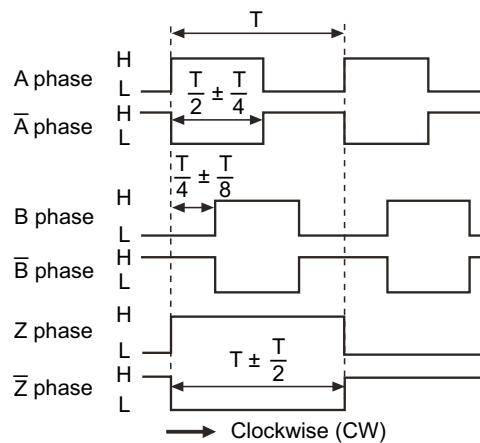 T
H
A phase
L
H
A̅ phase
L
T/2 ± T/4
T/4 ± T/8
H
B phase
L
H
B̅ phase
L
H
Z phase
L
H
Z̅ phase
L
T ± T/2
Clockwise (CW)